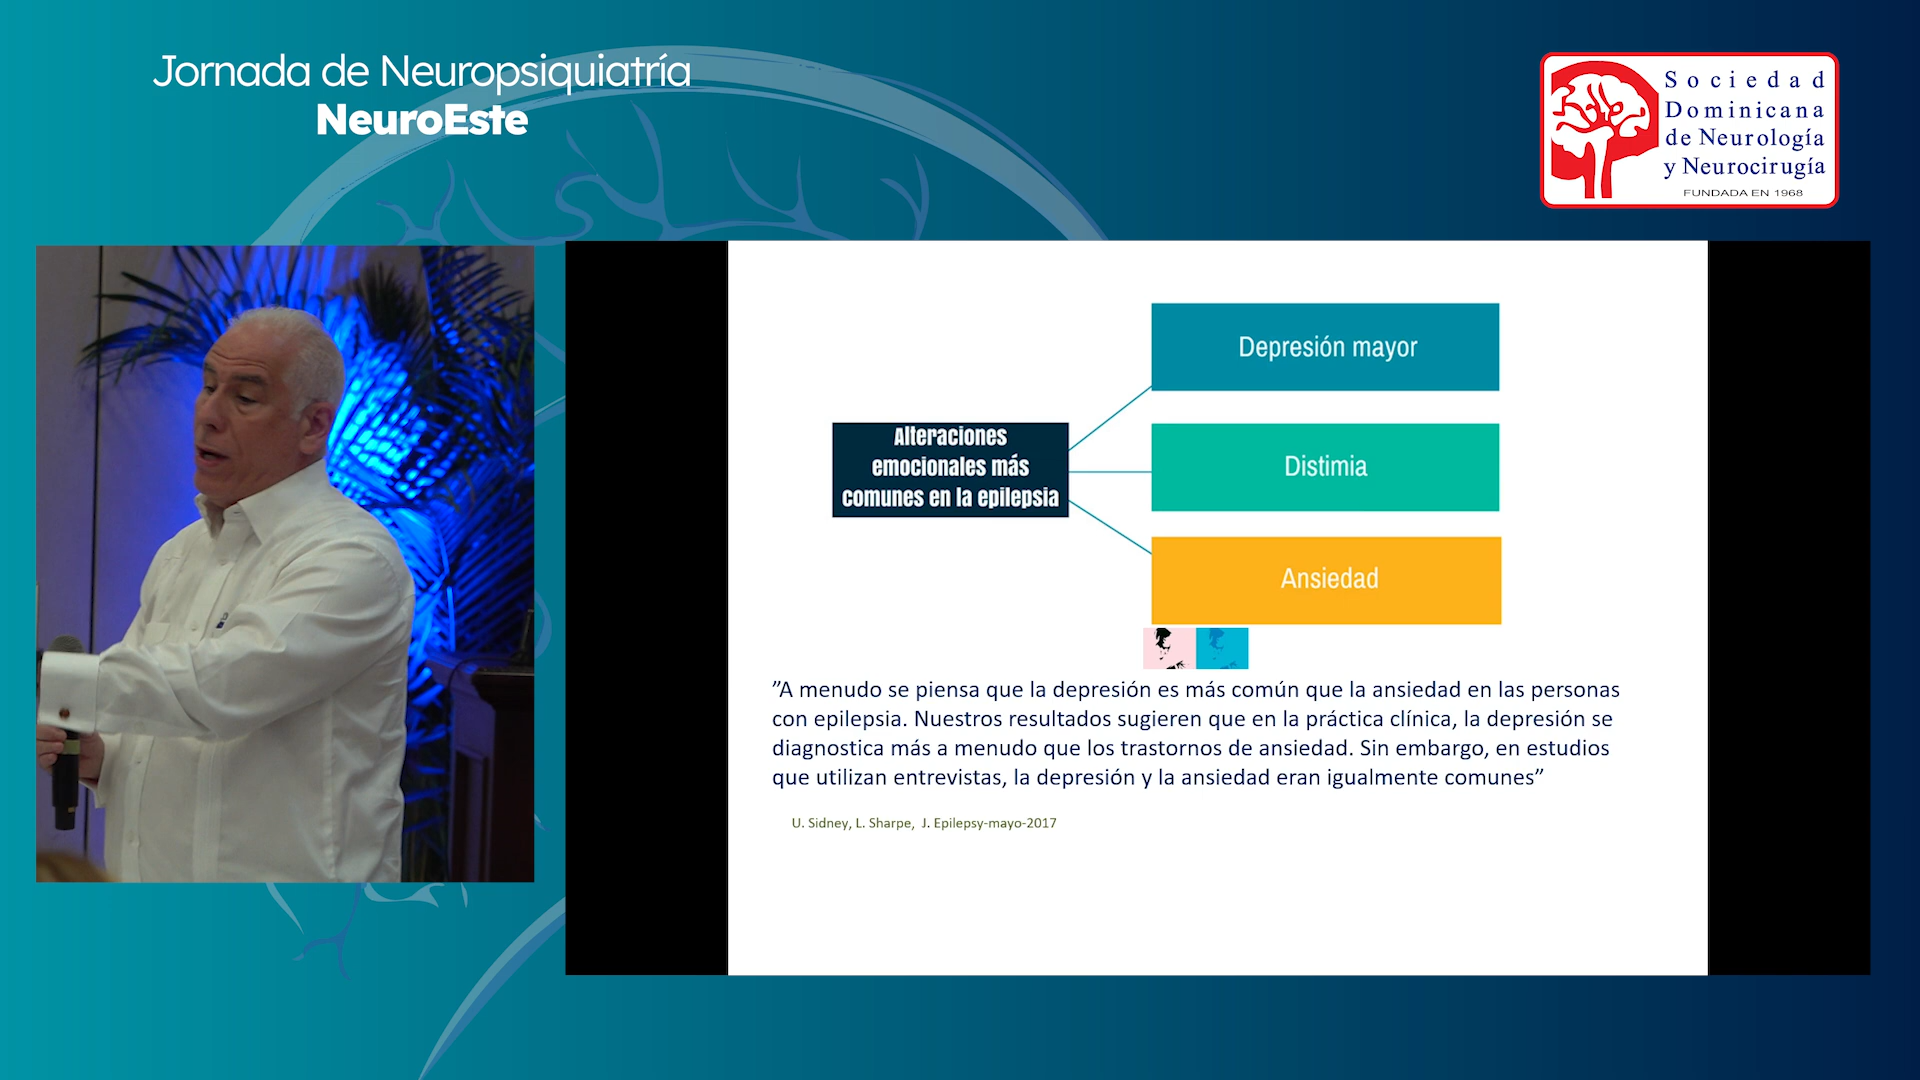 Jornada de Neuropsiquiatría
NeuroEste
Sociedad
Dominicana
de Neurología
y Neurocirugía
FUNDADA EN 1968
Alteraciones
emocionales más
comunes en la epilepsia
Depresión mayor
Distimia
Ansiedad
”A menudo se piensa que la depresión es más común que la ansiedad en las personas
con epilepsia. Nuestros resultados sugieren que en la práctica clínica, la depresión se
diagnostica más a menudo que los trastornos de ansiedad. Sin embargo, en estudios
que utilizan entrevistas, la depresión y la ansiedad eran igualmente comunes”
U. Sidney, L. Sharpe, J. Epilepsy-mayo-2017